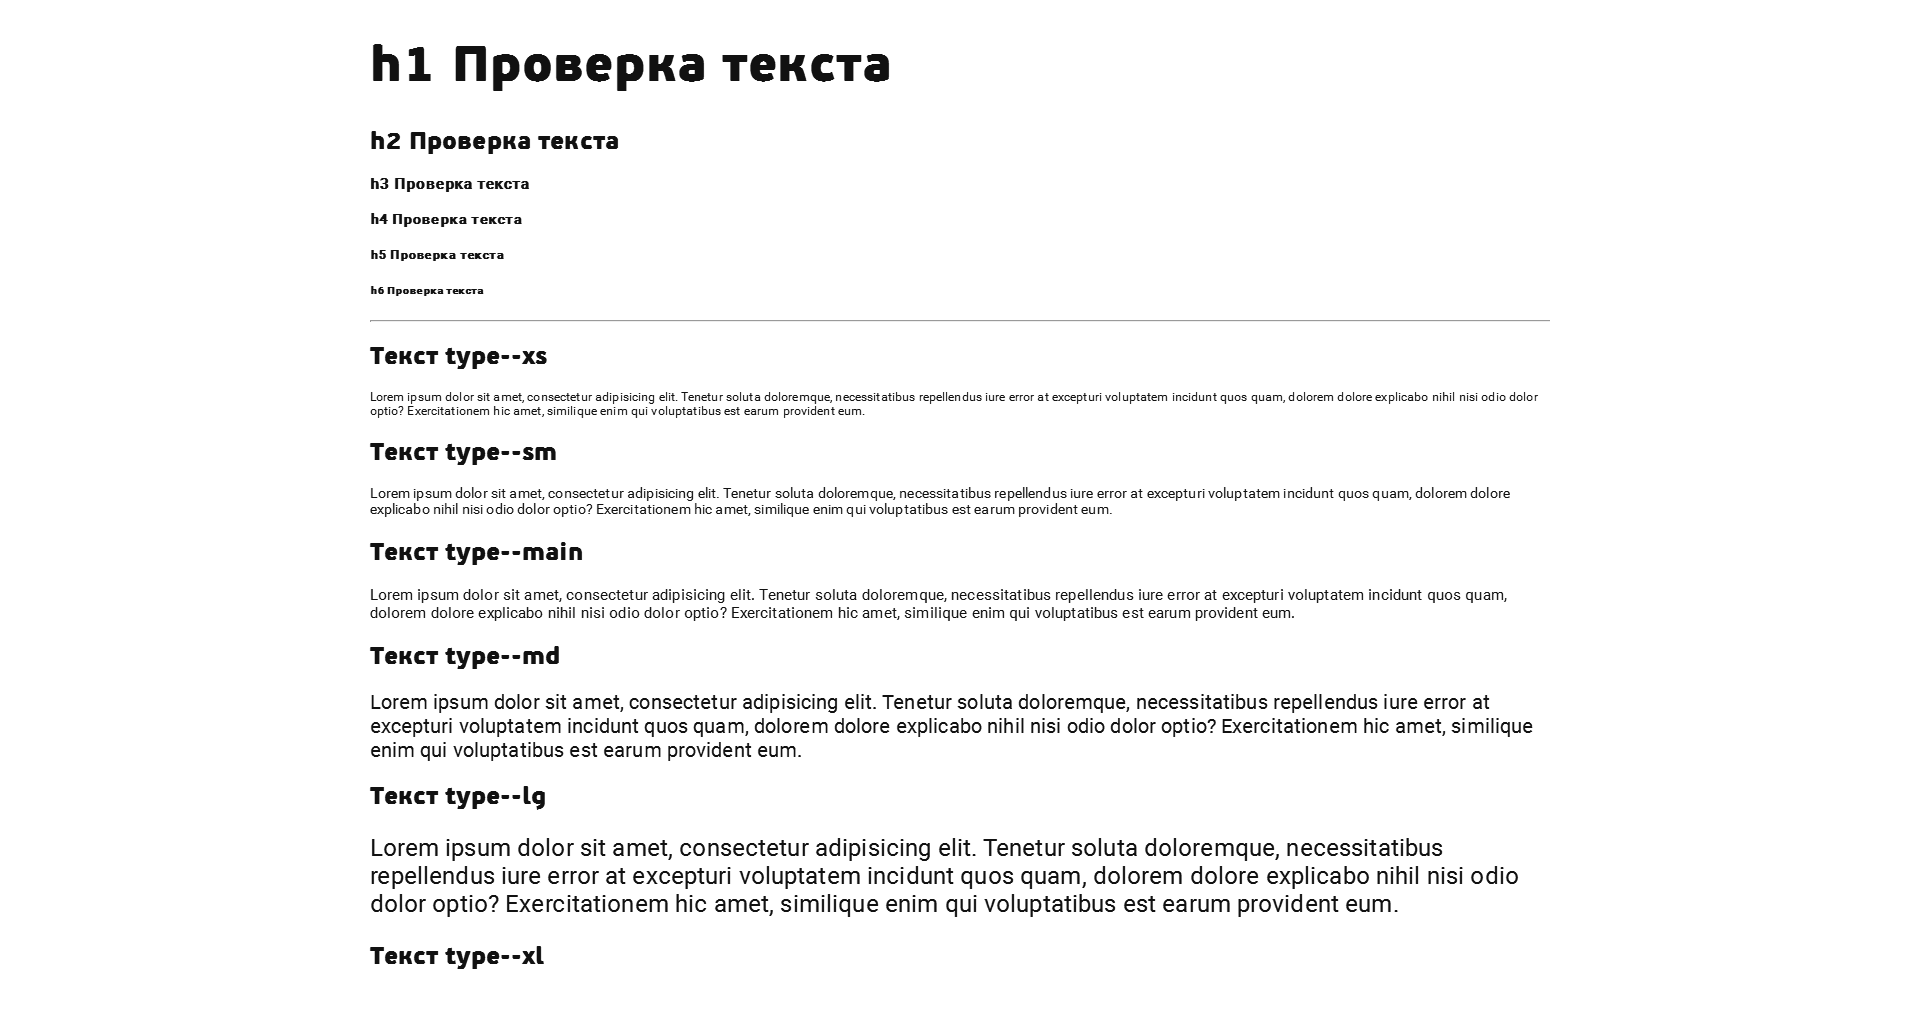 h1 Проверка текста
h2 Проверка текста
h3 Проверка текста
h4 Проверка текста
h5 Проверка текста
h6 Проверка текста
Текст type--xs
Lorem ipsum dolor sit amet, consectetur adipisicing elit. Tenetur soluta doloremque, necessitatibus repellendus iure error at excepturi voluptatem incidunt quos quam, dolorem dolore explicabo nihil nisi odio dolor
optio? Exercitationem hic amet, similique enim qui voluptatibus est earum provident eum.
Текст type--sm
Lorem ipsum dolor sit amet, consectetur adipisicing elit. Tenetur soluta doloremque, necessitatibus repellendus iure error at excepturi voluptatem incidunt quos quam, dolorem dolore
explicabo nihil nisi odio dolor optio? Exercitationem hic amet, similique enim qui voluptatibus est earum provident eum.
Текст type--main
Lorem ipsum dolor sit amet, consectetur adipisicing elit. Tenetur soluta doloremque, necessitatibus repellendus iure error at excepturi voluptatem incidunt quos quam,
dolorem dolore explicabo nihil nisi odio dolor optio? Exercitationem hic amet, similique enim qui voluptatibus est earum provident eum.
Текст type--md
Lorem ipsum dolor sit amet, consectetur adipisicing elit. Tenetur soluta doloremque, necessitatibus repellendus iure error at
excepturi voluptatem incidunt quos quam, dolorem dolore explicabo nihil nisi odio dolor optio? Exercitationem hic amet, similique
enim qui voluptatibus est earum provident eum.
Текст type--lg
Lorem ipsum dolor sit amet, consectetur adipisicing elit. Tenetur soluta doloremque, necessitatibus
repellendus iure error at excepturi voluptatem incidunt quos quam, dolorem dolore explicabo nihil nisi odio
dolor optio? Exercitationem hic amet, similique enim qui voluptatibus est earum provident eum.
Текст type--xl